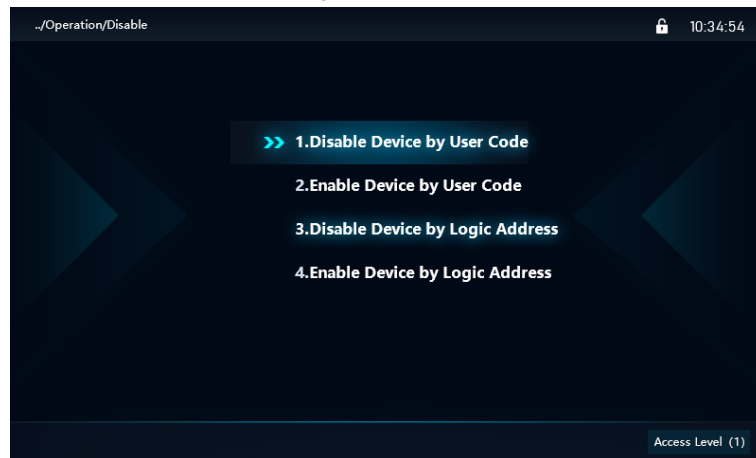 ../Operation/Disable
10:34:54
1.Disable Device by User Code
2.Enable Device by User Code
3.Disable Device by Logic Address
4.Enable Device by Logic Address
Access Level (1)